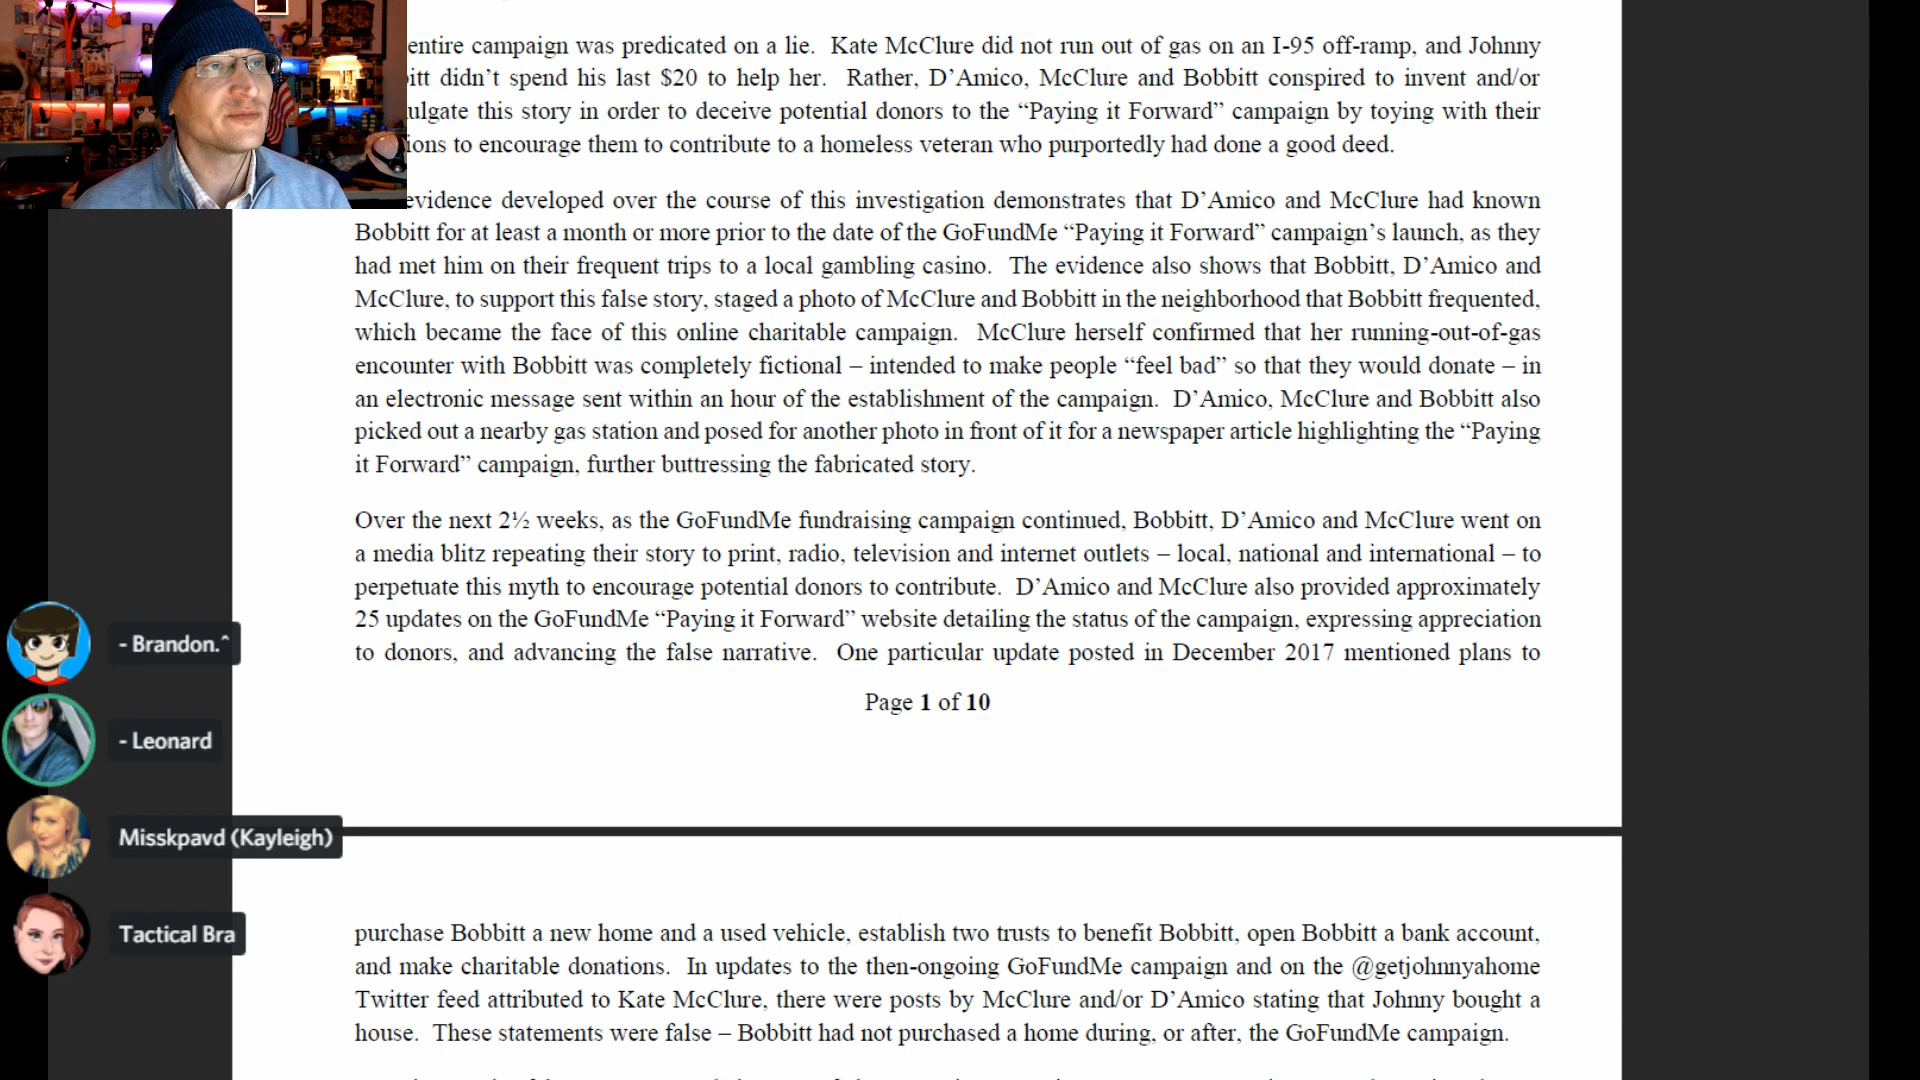 entire campaign was predicated on a lie. Kate McClure did not run out of gas on an I-95 off-ramp, and Johnny
itt didn’t spend his last $20 to help her. Rather, D’Amico, McClure and Bobbitt conspired to invent and/or
ulgate this story in order to deceive potential donors to the “Paying it Forward” campaign by toying with their
ions to encourage them to contribute to a homeless veteran who purportedly had done a good deed.
evidence developed over the course of this investigation demonstrates that D’Amico and McClure had known
Bobbitt for at least a month or more prior to the date of the GoFundMe “Paying it Forward” campaign’s launch, as they
had met him on their frequent trips to a local gambling casino. The evidence also shows that Bobbitt, D’Amico and
McClure, to support this false story, staged a photo of McClure and Bobbitt in the neighborhood that Bobbitt frequented,
which became the face of this online charitable campaign. McClure herself confirmed that her running-out-of-gas
encounter with Bobbitt was completely fictional – intended to make people “feel bad” so that they would donate – in
an electronic message sent within an hour of the establishment of the campaign. D’Amico, McClure and Bobbitt also
picked out a nearby gas station and posed for another photo in front of it for a newspaper article highlighting the “Paying
it Forward” campaign, further buttressing the fabricated story.
Over the next 2½ weeks, as the GoFundMe fundraising campaign continued, Bobbitt, D’Amico and McClure went on
a media blitz repeating their story to print, radio, television and internet outlets – local, national and international – to
perpetuate this myth to encourage potential donors to contribute. D’Amico and McClure also provided approximately
25 updates on the GoFundMe “Paying it Forward” website detailing the status of the campaign, expressing appreciation
to donors, and advancing the false narrative. One particular update posted in December 2017 mentioned plans to
Page 1 of 10
- Brandon.^
- Leonard
Misskpavd (Kayleigh)
Tactical Bra
purchase Bobbitt a new home and a used vehicle, establish two trusts to benefit Bobbitt, open Bobbitt a bank account,
and make charitable donations. In updates to the then-ongoing GoFundMe campaign and on the @getjohnnyahome
Twitter feed attributed to Kate McClure, there were posts by McClure and/or D’Amico stating that Johnny bought a
house. These statements were false – Bobbitt had not purchased a home during, or after, the GoFundMe campaign.